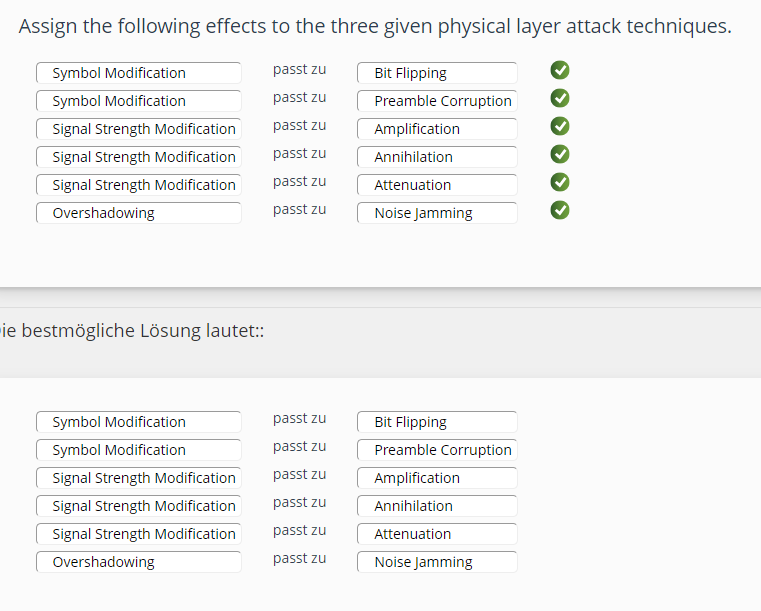 Assign the following effects to the three given physical layer attack techniques.
Symbol Modification passt zu Bit Flipping
Symbol Modification passt zu Preamble Corruption
Signal Strength Modification passt zu Amplification
Signal Strength Modification passt zu Annihilation
Signal Strength Modification passt zu Attenuation
Overshadowing passt zu Noise Jamming
ie bestmögliche Lösung lautet::
Symbol Modification passt zu Bit Flipping
Symbol Modification passt zu Preamble Corruption
Signal Strength Modification passt zu Amplification
Signal Strength Modification passt zu Annihilation
Signal Strength Modification passt zu Attenuation
Overshadowing passt zu Noise Jamming